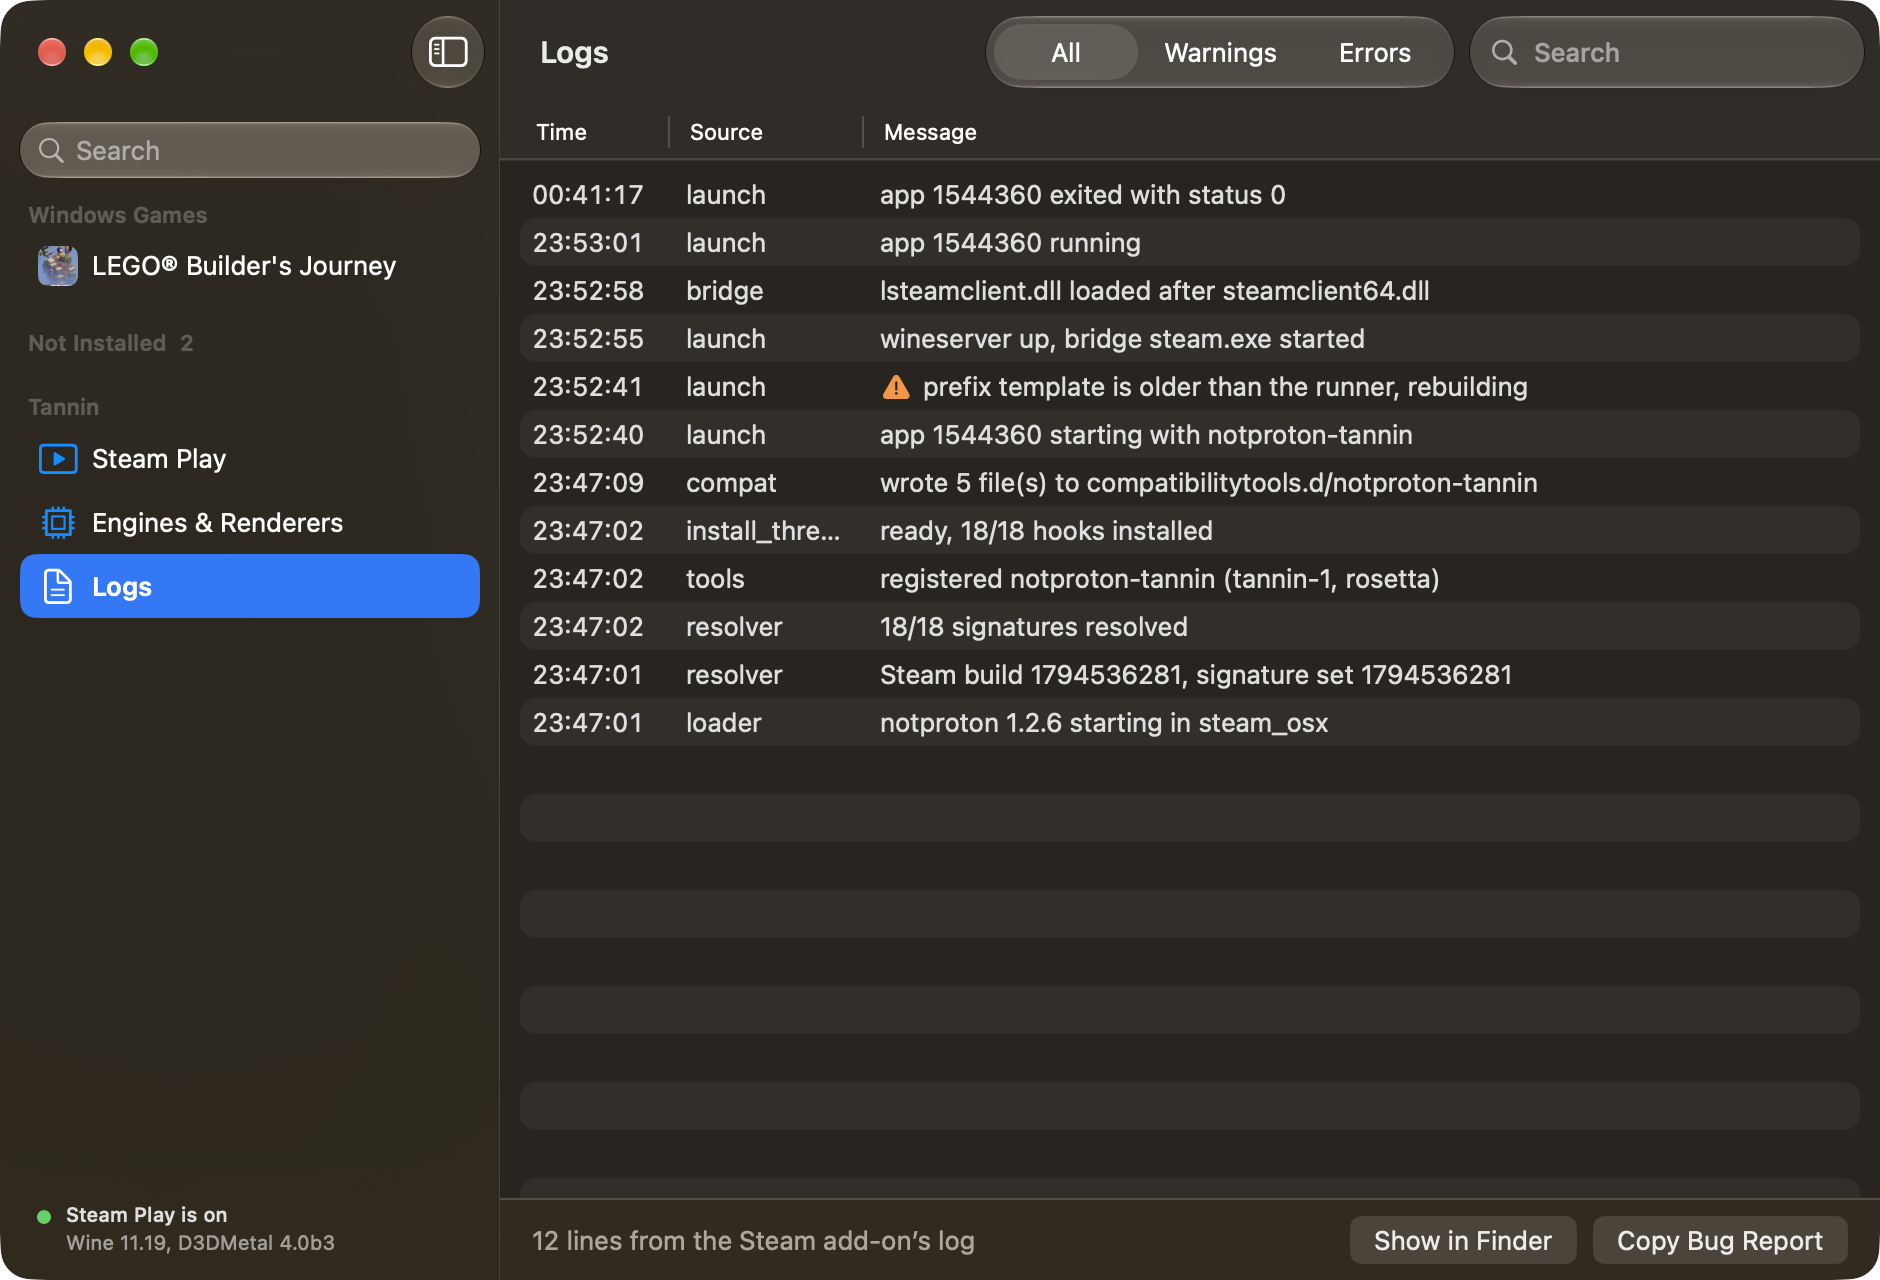 Logs
All Warnings Errors
Search
Search
Windows Games
LEGO® Builder's Journey
Not Installed 2
Tannin
Steam Play
Engines & Renderers
Logs
Steam Play is on
Wine 11.19, D3DMetal 4.0b3
Time Source Message
00:41:17 launch app 1544360 exited with status 0
23:53:01 launch app 1544360 running
23:52:58 bridge lsteamclient.dll loaded after steamclient64.dll
23:52:55 launch wineserver up, bridge steam.exe started
23:52:41 launch prefix template is older than the runner, rebuilding
23:52:40 launch app 1544360 starting with notproton-tannin
23:47:09 compat wrote 5 file(s) to compatibilitytools.d/notproton-tannin
23:47:02 install_thre... ready, 18/18 hooks installed
23:47:02 tools registered notproton-tannin (tannin-1, rosetta)
23:47:02 resolver 18/18 signatures resolved
23:47:01 resolver Steam build 1794536281, signature set 1794536281
23:47:01 loader notproton 1.2.6 starting in steam_osx
12 lines from the Steam add-on’s log
Show in Finder Copy Bug Report